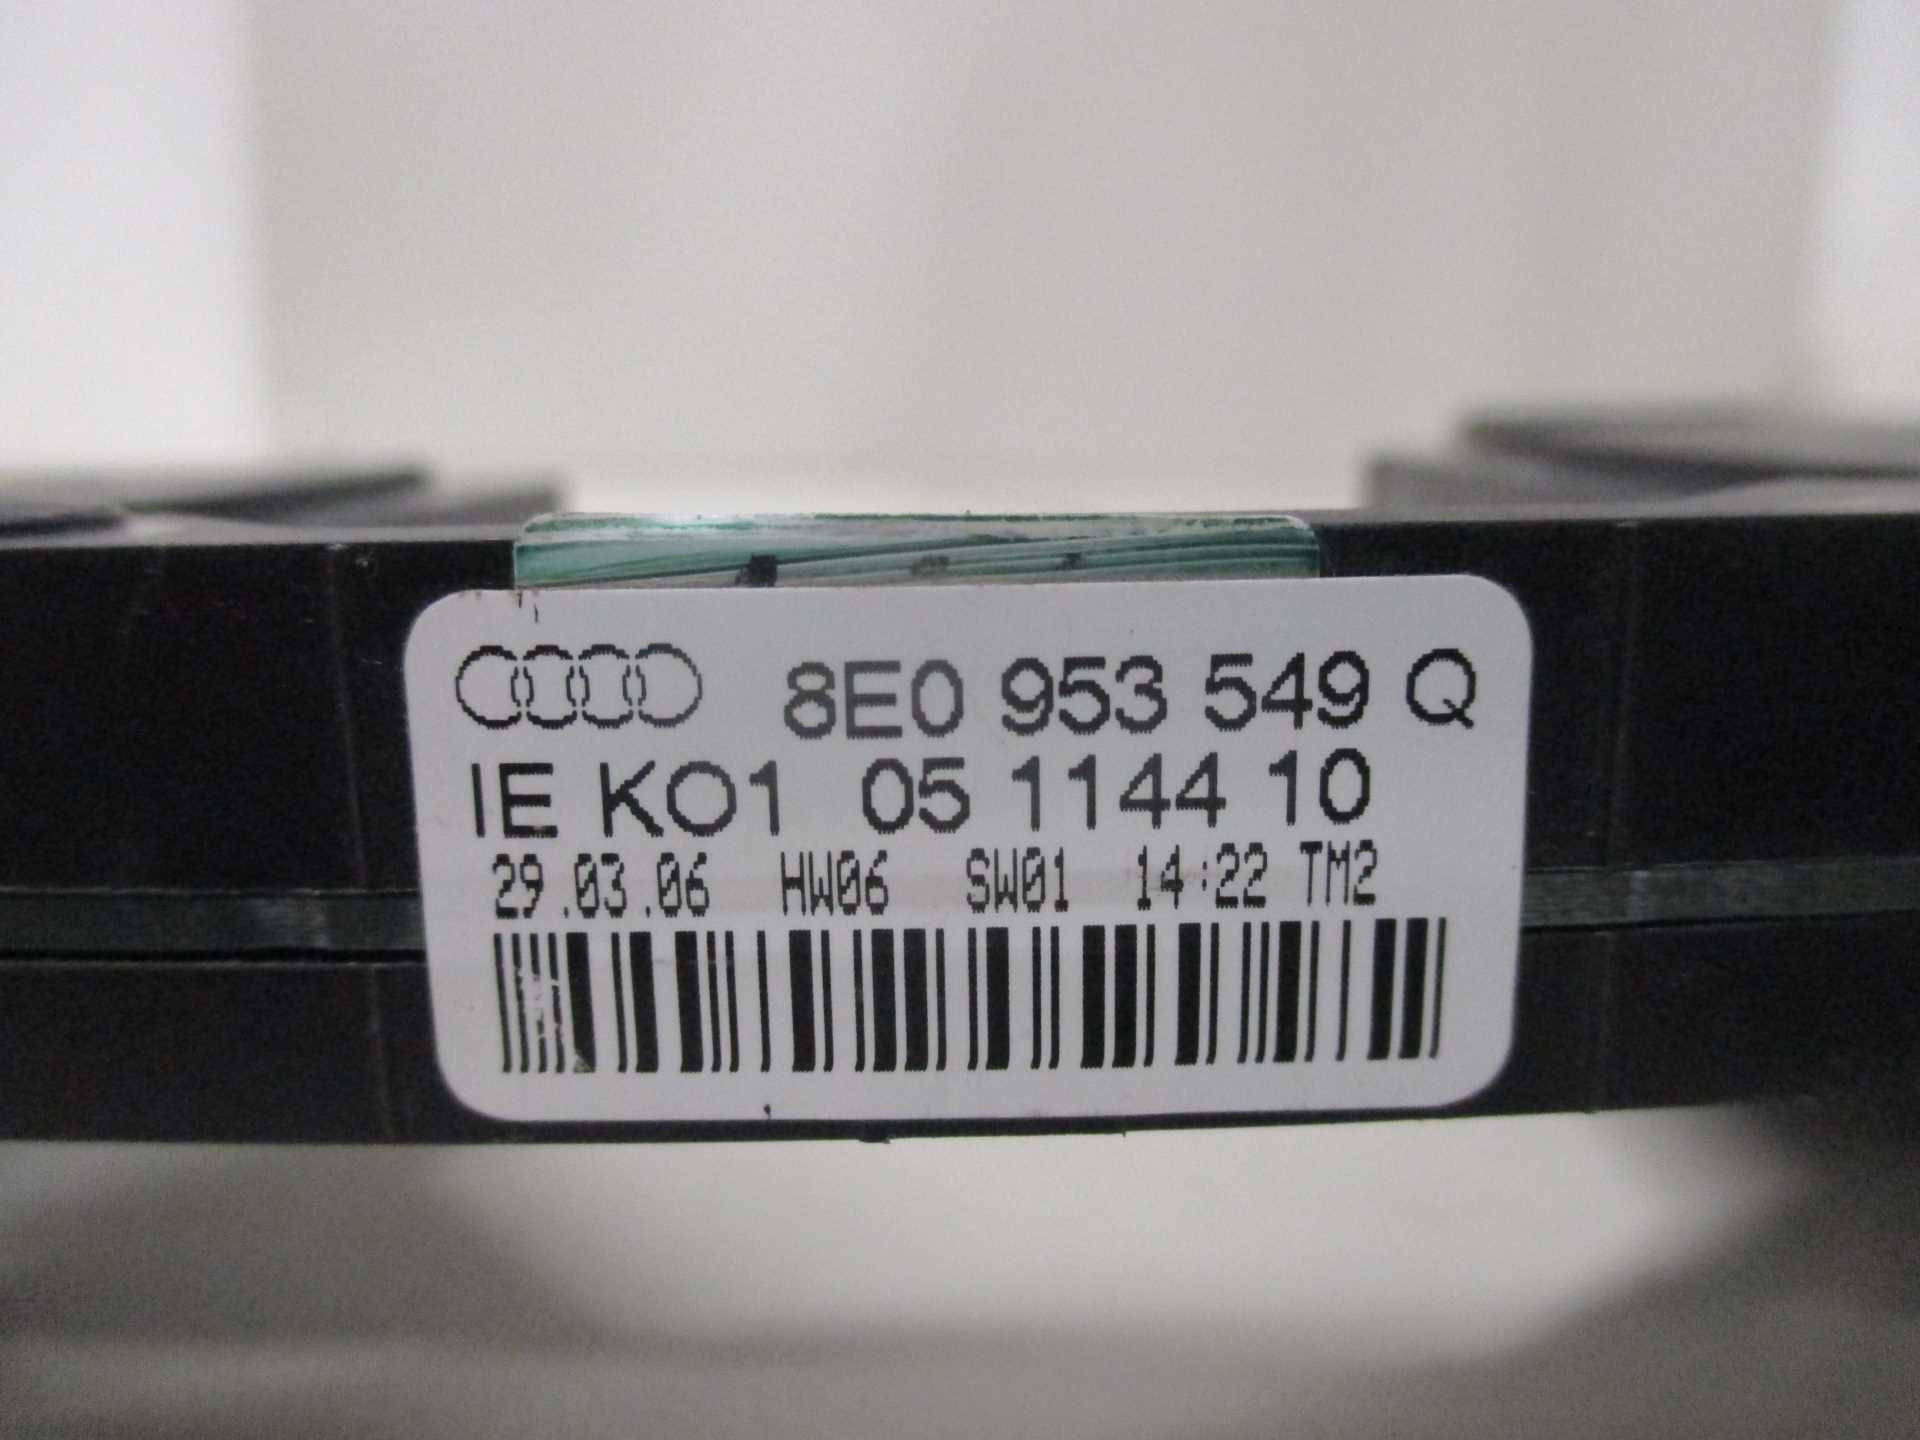 8E0 953 549 Q
IE KO1 05 1144 10
29.03.06 HW06 SW01 14:22 TM2